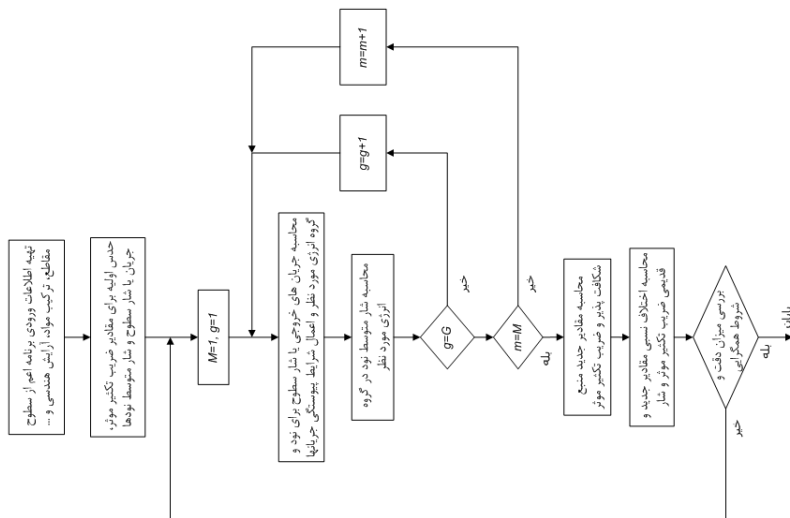 تهیه اطلاعات ورودی برنامه اعم از سطوح
مقاطع، ترکیب مواد، آرایش هندسی و ...
حدس اولیه برای مقادیر ضریب تکثیر موثر،
جریان یا شار سطوح و شار متوسط نودها
M=1, g=1
محاسبه جریان های خروجی یا شار سطوح برای نود و
گروه انرژی مورد نظر و اعمال شرایط پیوستگی جریانها
محاسبه شار متوسط نود در گروه
انرژی مورد نظر
g=G
خیر
g=g+1
m=M
خیر
m=m+1
بله
محاسبه مقادیر جدید منبع
شکافت پذیر و ضریب تکثیر
موثر
محاسبه اختلاف نسبی مقادیر جدید و
قدیمی ضریب تکثیر موثر و شار
بررسی میزان دقت و
شروط همگرایی
خیر
بله
پایان